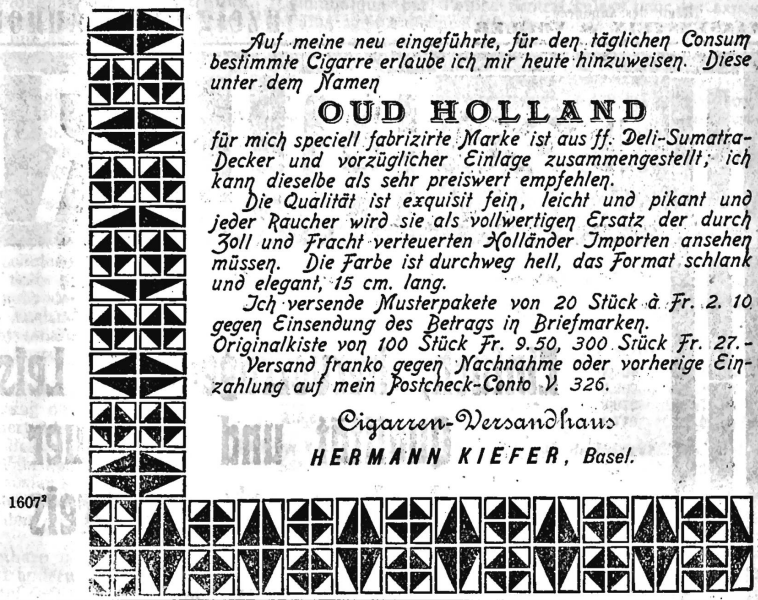 Auf meine neu eingeführte, für den täglichen Consum
bestimmte Cigarre erlaube ich mir heute hinzuweisen. Diese
unter dem Namen
OUD HOLLAND
für mich speciell fabrizirte Marke ist aus ff. Deli-Sumatra-
Decker und vorzüglicher Einlage zusammengestellt; ich
kann dieselbe als sehr preiswert empfehlen.
Die Qualität ist exquisit fein, leicht und pikant und
jeder Raucher wird sie als vollwertigen Ersatz der durch
Zoll und Fracht verteuerten Holländer Importen ansehen
müssen. Die Farbe ist durchweg hell, das Format schlank
und elegant, 15 cm. lang.
Ich versende Musterpakete von 20 Stück à Fr. 2. 10
gegen Einsendung des Betrags in Briefmarken.
Originalkiste von 100 Stück Fr. 9.50, 300 Stück Fr. 27.-
Versand franko gegen Nachnahme oder vorherige Ein-
zahlung auf mein Postcheck-Conto V. 326.
Cigarren-Versandhaus
HERMANN KIEFER, Basel.
1607²